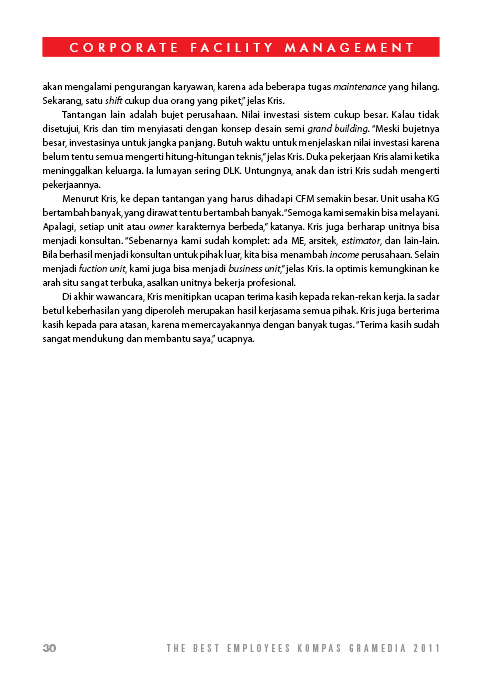 CORPORATE FACILITY MANAGEMENT
akan mengalami pengurangan karyawan, karena ada beberapa tugas maintenance yang hilang.
Sekarang, satu shift cukup dua orang yang piket,” jelas Kris.
Tantangan lain adalah bujet perusahaan. Nilai investasi sistem cukup besar. Kalau tidak
disetujui, Kris dan tim menyiasati dengan konsep desain semi grand building. “Meski bujetnya
besar, investasinya untuk jangka panjang. Butuh waktu untuk menjelaskan nilai investasi karena
belum tentu semua mengerti hitung-hitungan teknis,” jelas Kris. Duka pekerjaan Kris alami ketika
meninggalkan keluarga. Ia lumayan sering DLK. Untungnya, anak dan istri Kris sudah mengerti
pekerjaannya.
Menurut Kris, ke depan tantangan yang harus dihadapi CFM semakin besar. Unit usaha KG
bertambah banyak, yang dirawat tentu bertambah banyak. “Semoga kami semakin bisa melayani.
Apalagi, setiap unit atau owner karakternya berbeda,” katanya. Kris juga berharap unitnya bisa
menjadi konsultan. “Sebenarnya kami sudah komplet: ada ME, arsitek, estimator, dan lain-lain.
Bila berhasil menjadi konsultan untuk pihak luar, kita bisa menambah income perusahaan. Selain
menjadi fuction unit, kami juga bisa menjadi business unit,” jelas Kris. Ia optimis kemungkinan ke
arah situ sangat terbuka, asalkan unitnya bekerja profesional.
Di akhir wawancara, Kris menitipkan ucapan terima kasih kepada rekan-rekan kerja. Ia sadar
betul keberhasilan yang diperoleh merupakan hasil kerjasama semua pihak. Kris juga berterima
kasih kepada para atasan, karena memercayakannya dengan banyak tugas. “Terima kasih sudah
sangat mendukung dan membantu saya,” ucapnya.
30
THE BEST EMPLOYEES KOMPAS GRAMEDIA 2011